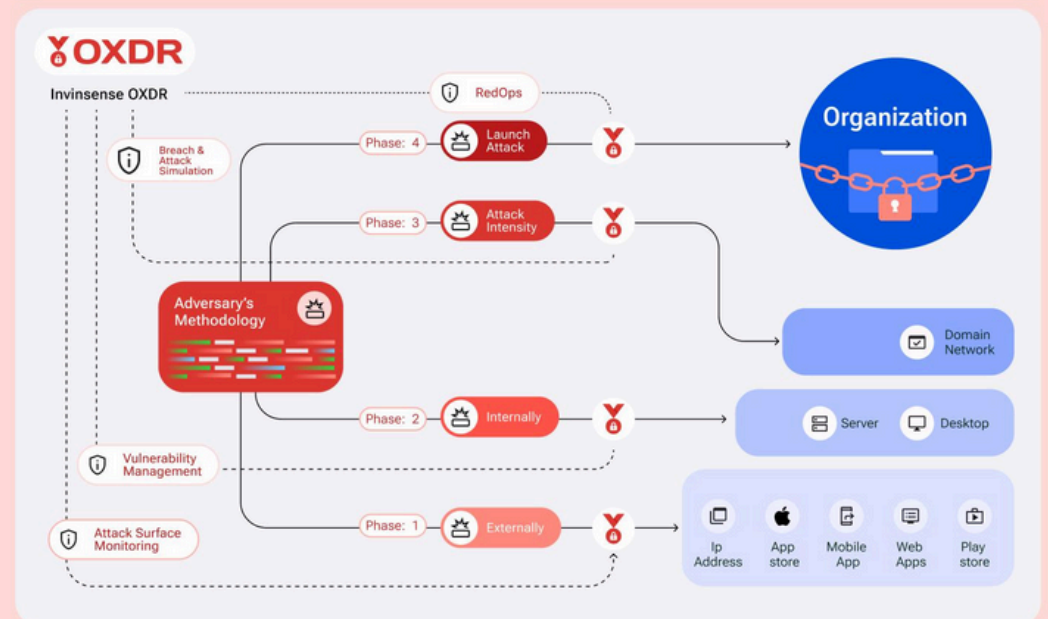 OXDR
Invinsense OXDR
RedOps
Breach &
Attack
Simulation
Phase: 4
Launch
Attack
Organization
Phase: 3
Attack
Intensity
Adversary's
Methodology
Domain
Network
Phase: 2
Internally
Server
Desktop
Vulnerability
Management
Attack Surface
Monitoring
Phase: 1
Externally
Ip
Address
App
store
Mobile
App
Web
Apps
Play
store